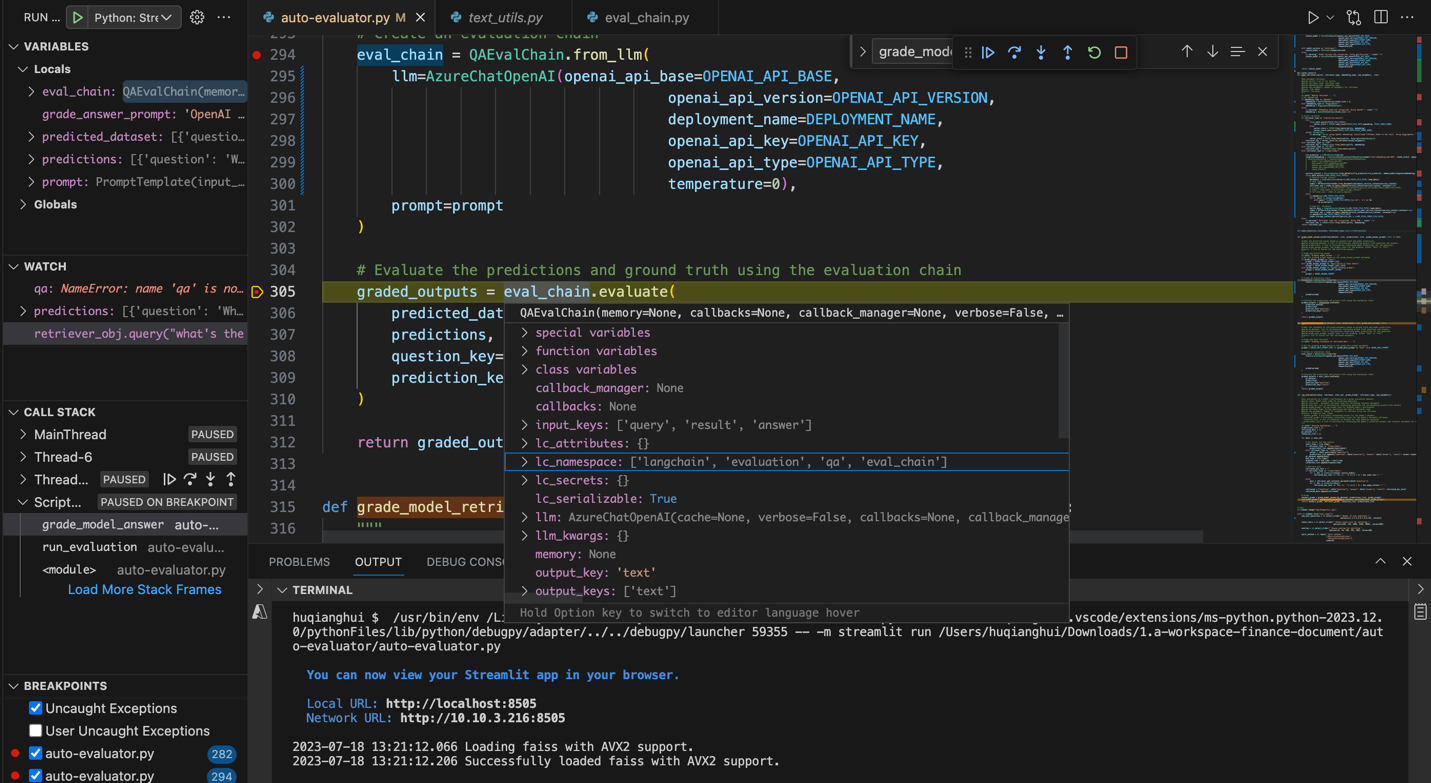 RUN ...
Python: Stre
auto-evaluator.py M
text_utils.py
eval_chain.py
VARIABLES
Locals
eval_chain: QAEvalChain(memor...
grade_answer_prompt: 'OpenAI ...
predicted_dataset: [{'questio...
predictions: [{'question': 'W...
prompt: PromptTemplate(input_...
Globals
WATCH
qa: NameError: name 'qa' is no...
predictions: [{'question': 'Wh...
retriever_obj.query("what's the
CALL STACK
MainThread PAUSED
Thread-6 PAUSED
Thread... PAUSED
Script... PAUSED ON BREAKPOINT
grade_model_answer auto-...
run_evaluation auto-evalu...
<module> auto-evaluator.py
Load More Stack Frames
BREAKPOINTS
Uncaught Exceptions
User Uncaught Exceptions
auto-evaluator.py 282
auto-evaluator.py 294
grade_mode
293 # Create an evaluation chain
294 eval_chain = QAEvalChain.from_llm(
295 llm=AzureChatOpenAI(openai_api_base=OPENAI_API_BASE,
296 openai_api_version=OPENAI_API_VERSION,
297 deployment_name=DEPLOYMENT_NAME,
298 openai_api_key=OPENAI_API_KEY,
299 openai_api_type=OPENAI_API_TYPE,
300 temperature=0),
301 prompt=prompt
302 )
303
304 # Evaluate the predictions and ground truth using the evaluation chain
305 graded_outputs = eval_chain.evaluate(
306 predicted_dat
307 predictions,
308 question_key=
309 prediction_ke
310 )
311
312 return graded_out
313
314
315 def grade_model_retri
316 """
QAEvalChain(memory=None, callbacks=None, callback_manager=None, verbose=False, ...
special variables
function variables
class variables
callback_manager: None
callbacks: None
input_keys: ['query', 'result', 'answer']
lc_attributes: {}
lc_namespace: ['langchain', 'evaluation', 'qa', 'eval_chain']
lc_secrets: {}
lc_serializable: True
llm: AzureChatOpenAI(cache=None, verbose=False, callbacks=None, callback_manage
llm_kwargs: {}
memory: None
output_key: 'text'
output_keys: ['text']
Hold Option key to switch to editor language hover
PROBLEMS
OUTPUT
DEBUG CONS
TERMINAL
huqianghui $ /usr/bin/env /Li .vscode/extensions/ms-python.python-2023.12.
0/pythonFiles/lib/python/debugpy/adapter/../../debugpy/launcher 59355 -- -m streamlit run /Users/huqianghui/Downloads/1.a-workspace-finance-document/aut
o-evaluator/auto-evaluator.py
You can now view your Streamlit app in your browser.
Local URL: http://localhost:8505
Network URL: http://10.10.3.216:8505
2023-07-18 13:21:12.066 Loading faiss with AVX2 support.
2023-07-18 13:21:12.206 Successfully loaded faiss with AVX2 support.